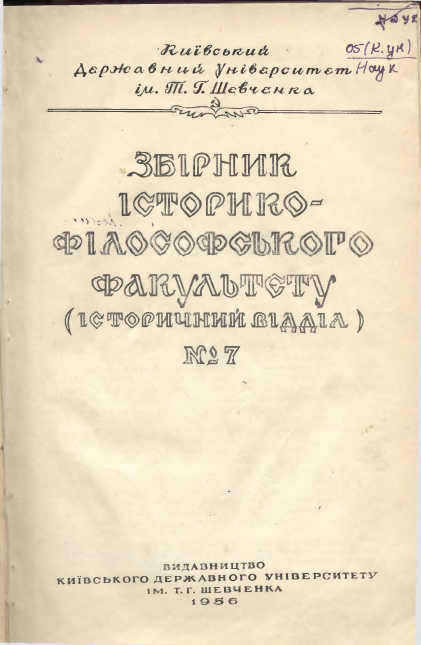 05 (К. ун)
Наук
Київський
Державний Університет
ім. Т. Г. Шевченка
ЗБІРНИК
ІСТОРИКО-
ФІЛОСОФСЬКОГО
ФАКУЛЬТЕТУ
(ІСТОРИЧНИЙ ВІДДІЛ)
№ 7
ВИДАВНИЦТВО
КИЇВСЬКОГО ДЕРЖАВНОГО УНІВЕРСИТЕТУ
ІМ. Т. Г. ШЕВЧЕНКА
1956